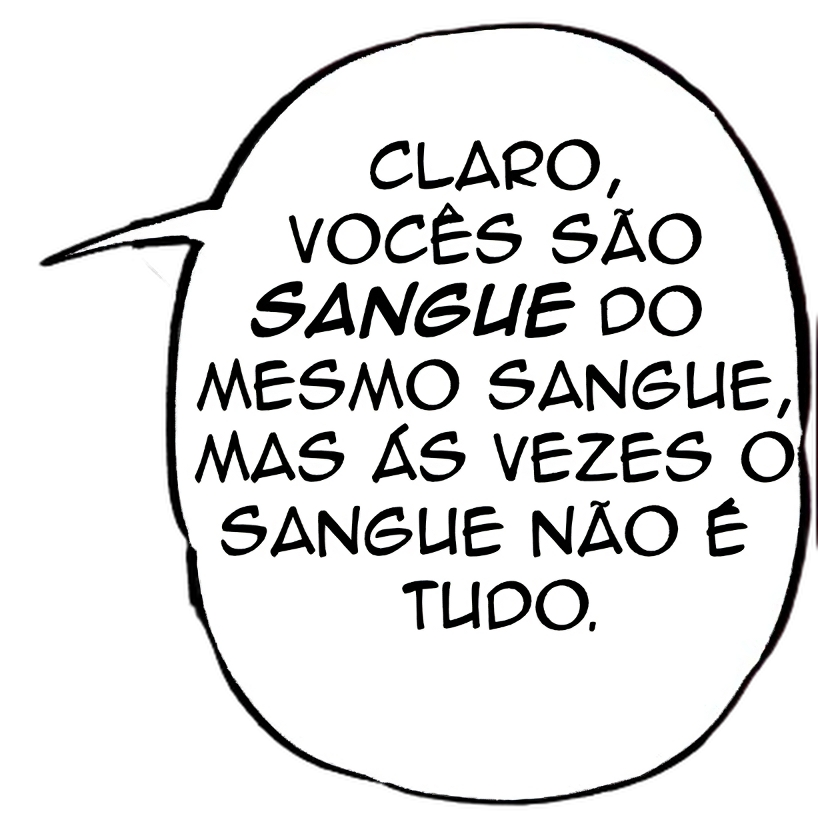 CLARO,
VOCÊS SÃO
SANGUE DO
MESMO SANGUE,
MAS ÁS VEZES O
SANGUE NÃO É
TUDO.